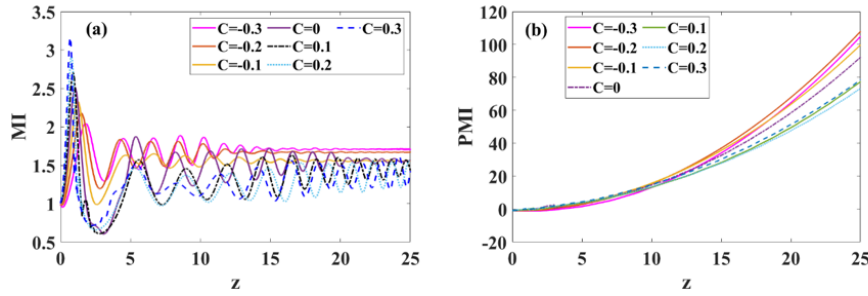 (a)
C=-0.3 C=0 C=0.3
C=-0.2 C=0.1
C=-0.1 C=0.2
MI
3.5
3
2.5
2
1.5
1
0.5
0 5 10 15 20 25
z
(b)
C=-0.3 C=0.1
C=-0.2 C=0.2
C=-0.1 C=0.3
C=0
PMI
120
100
80
60
40
20
0
-20
0 5 10 15 20 25
z